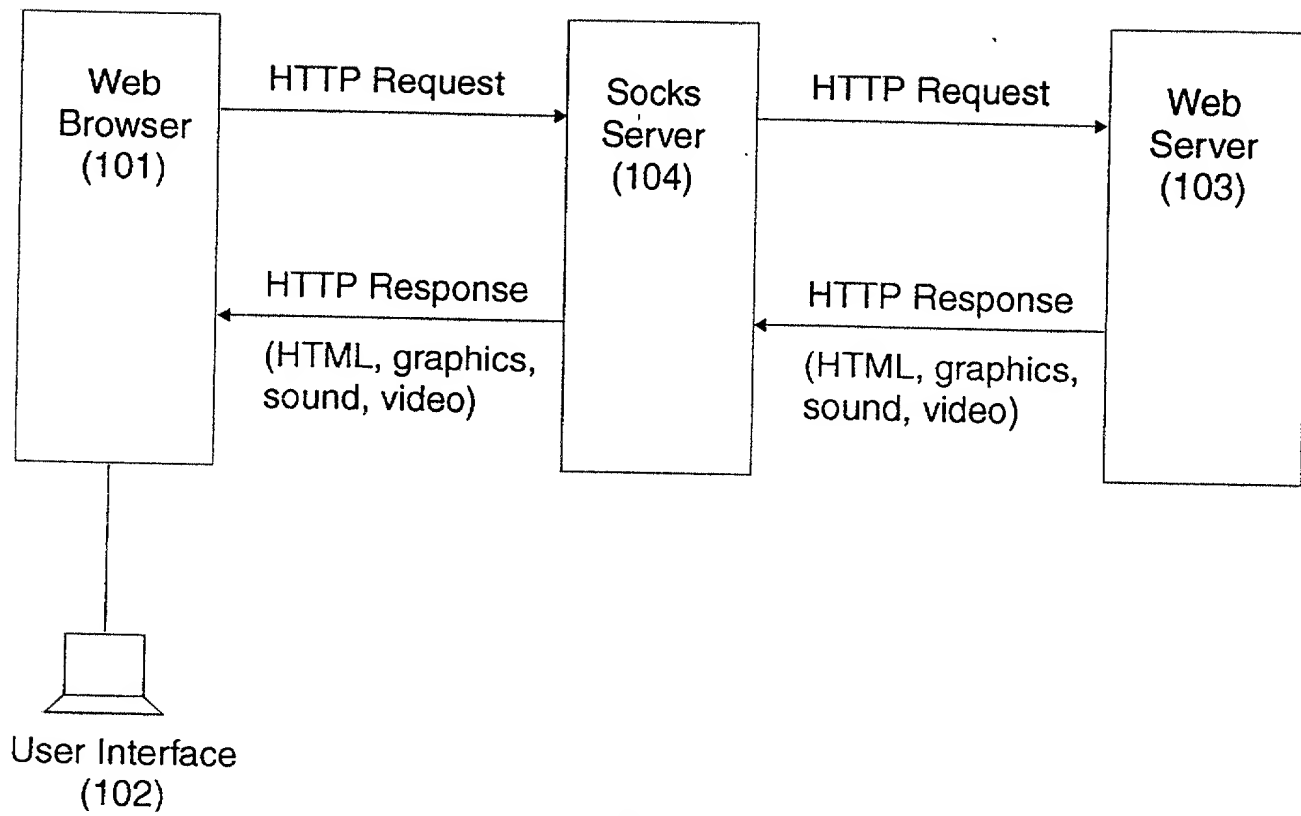 Web
Browser
(101)
HTTP Request
Socks
Server
(104)
HTTP Request
Web
Server
(103)
HTTP Response
(HTML, graphics,
sound, video)
HTTP Response
(HTML, graphics,
sound, video)
User Interface
(102)